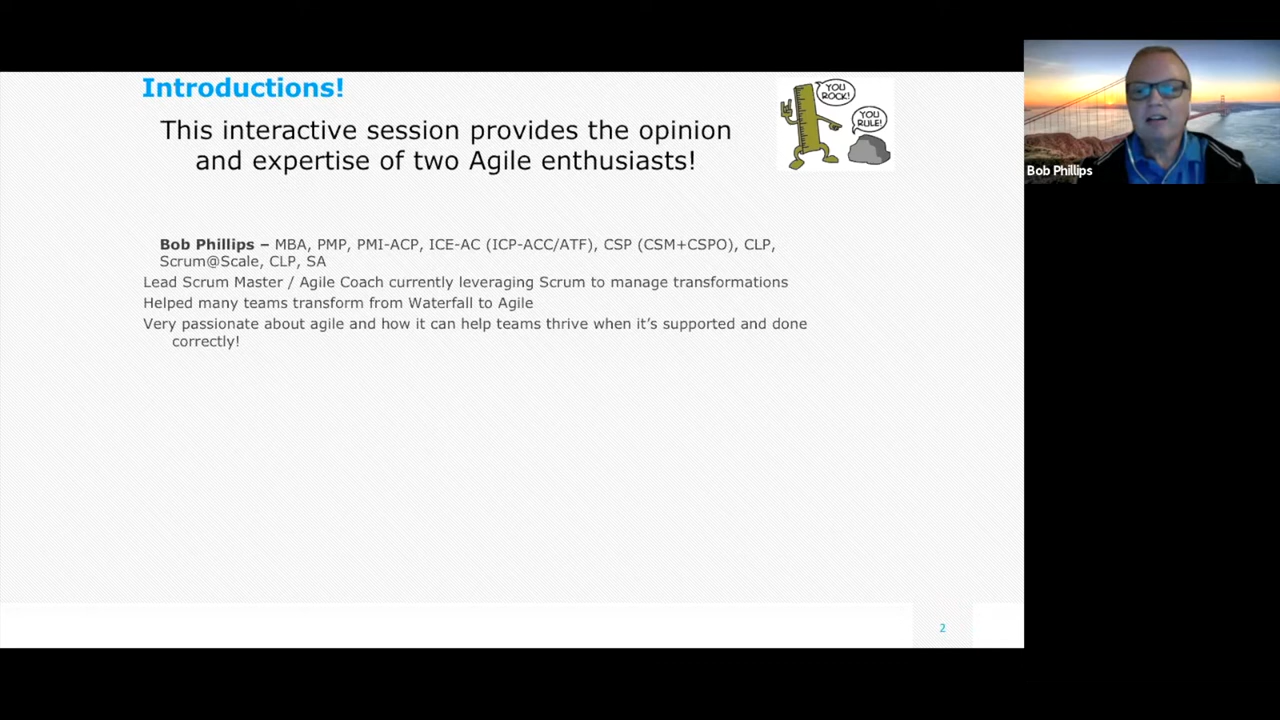 Introductions!
This interactive session provides the opinion
and expertise of two Agile enthusiasts!
YOU
ROCK!
YOU
RULE!
Bob Phillips – MBA, PMP, PMI-ACP, ICE-AC (ICP-ACC/ATF), CSP (CSM+CSPO), CLP,
Scrum@Scale, CLP, SA
Lead Scrum Master / Agile Coach currently leveraging Scrum to manage transformations
Helped many teams transform from Waterfall to Agile
Very passionate about agile and how it can help teams thrive when it’s supported and done
correctly!
2
Bob Phillips